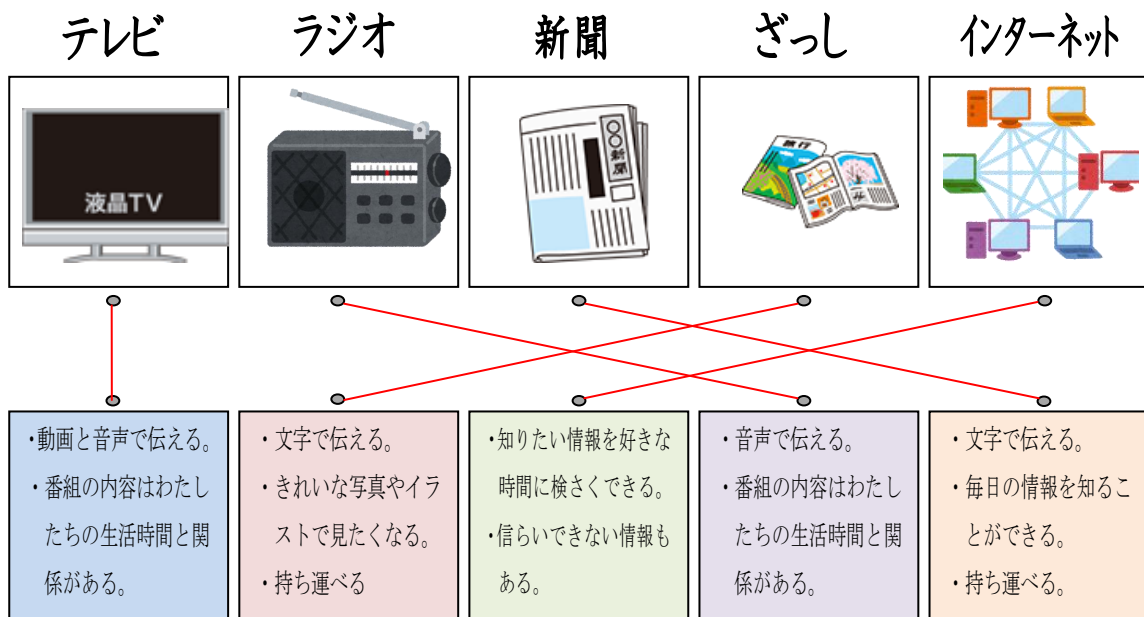 テレビ
ラジオ
新聞
ざっし
インターネット
液晶TV
新聞
旅行
・動画と音声で伝える。
・番組の内容はわたし
たちの生活時間と関
係がある。
・文字で伝える。
・きれいな写真やイラ
ストで見たくなる。
・持ち運べる
・知りたい情報を好きな
時間に検さくできる。
・信らいできない情報も
ある。
・音声で伝える。
・番組の内容はわたし
たちの生活時間と関
係がある。
・文字で伝える。
・毎日の情報を知るこ
とができる。
・持ち運べる。